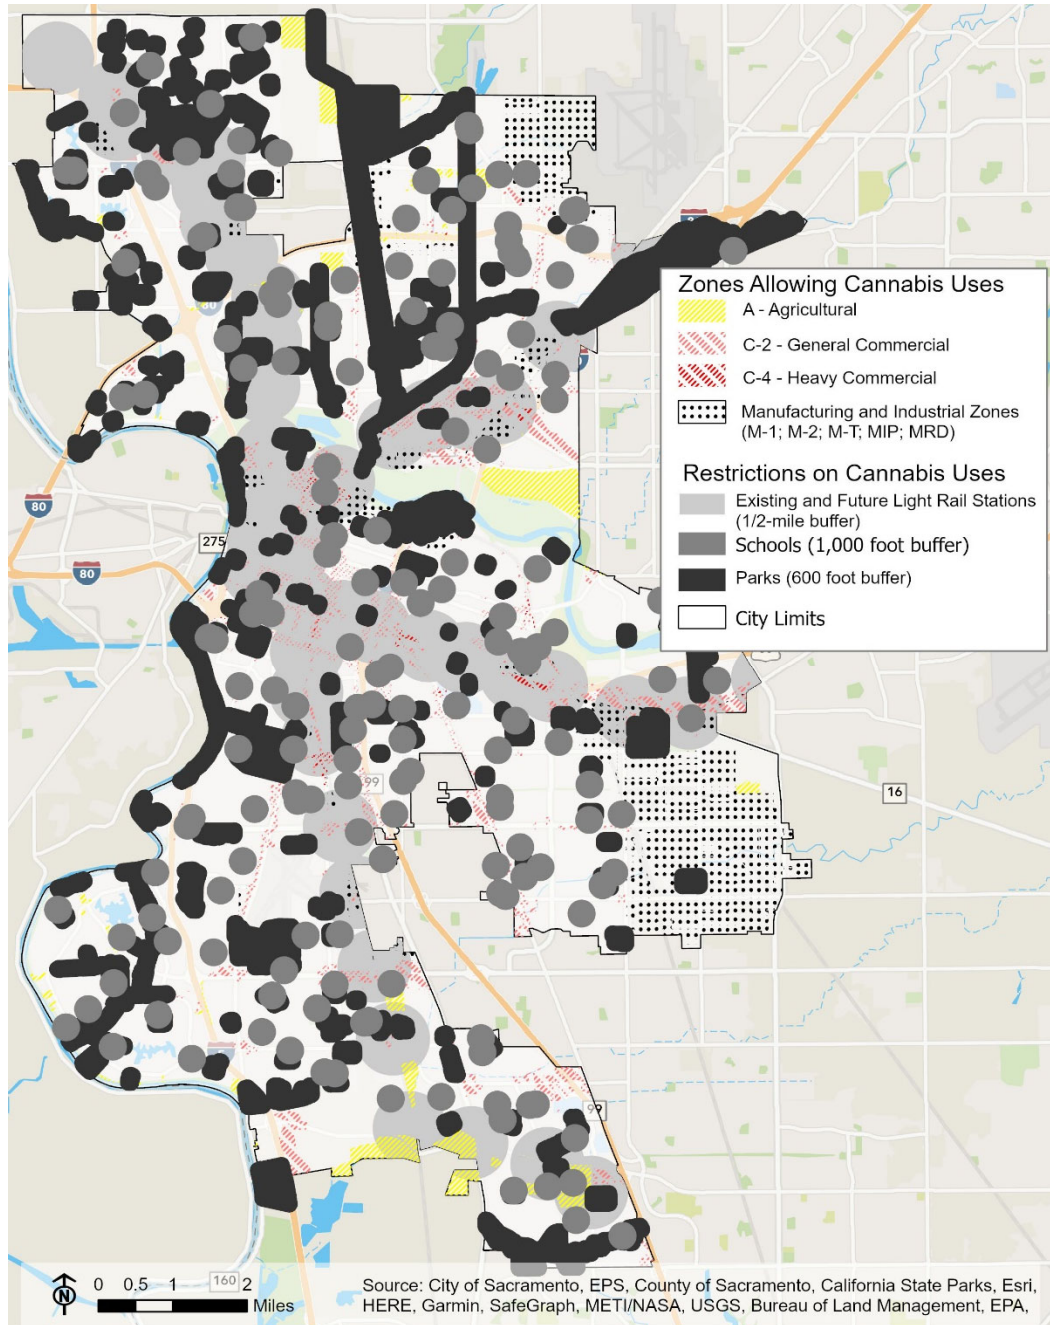 Zones Allowing Cannabis Uses
A - Agricultural
C-2 - General Commercial
C-4 - Heavy Commercial
Manufacturing and Industrial Zones
(M-1; M-2; M-T; MIP; MRD)
Restrictions on Cannabis Uses
Existing and Future Light Rail Stations
(1/2-mile buffer)
Schools (1,000 foot buffer)
Parks (600 foot buffer)
City Limits
80
80
275
80
16
99
99
160
N
0 0.5 1 2
Miles
Source: City of Sacramento, EPS, County of Sacramento, California State Parks, Esri,
HERE, Garmin, SafeGraph, METI/NASA, USGS, Bureau of Land Management, EPA,